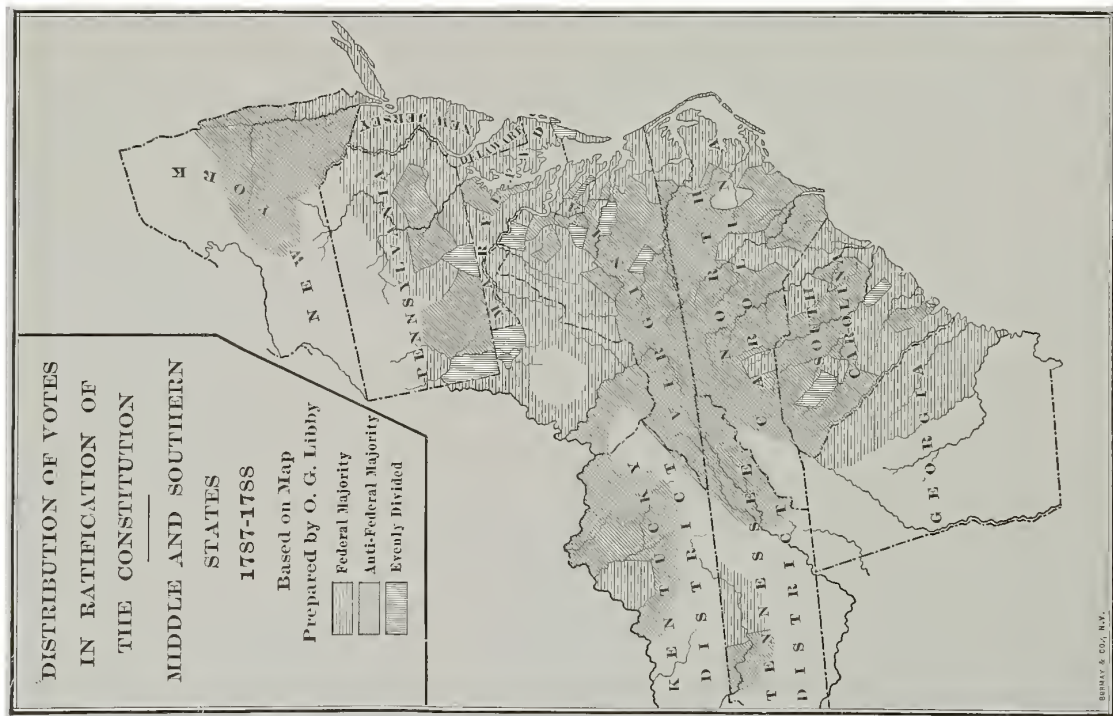 DISTRIBUTION OF VOTES
IN RATIFICATION OF
THE CONSTITUTION
MIDDLE AND SOUTHERN
STATES
1787-1788
Based on Map
Prepared by O. G. Libby
Federal Majority
Anti-Federal Majority
Evenly Divided
NEW YORK
PENNSYLVANIA
NEW JERSEY
DELAWARE
MARYLAND
VIRGINIA
KENTUCKY
DISTRICT
TENNESSEE
DISTRICT
NORTH
CAROLINA
SOUTH
CAROLINA
GEORGIA
BORMAY & CO., N.Y.